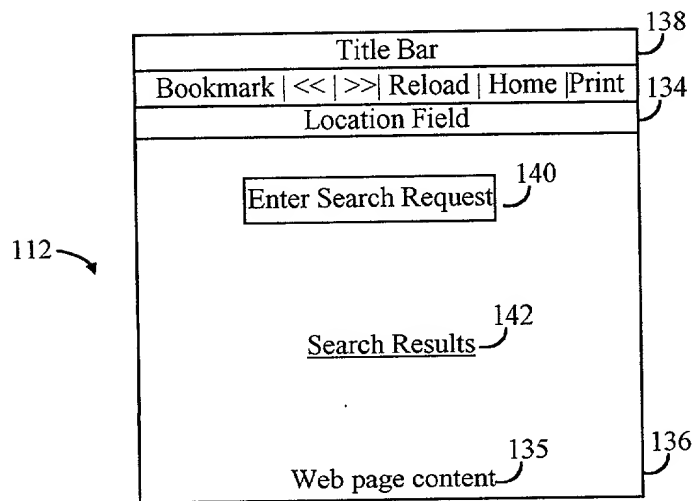 138
Title Bar
Bookmark | << | >>| Reload | Home |Print
134
Location Field
140
Enter Search Request
112
142
Search Results
135
136
Web page content